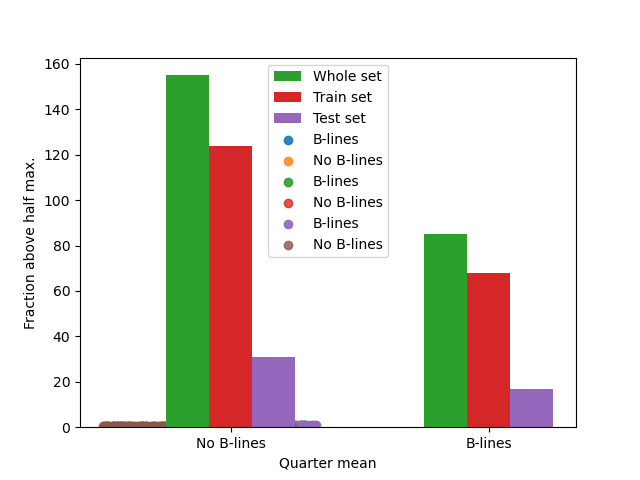 160
140
120
100
80
60
40
20
0
Fraction above half max.
Whole set
Train set
Test set
B-lines
No B-lines
B-lines
No B-lines
B-lines
No B-lines
No B-lines
B-lines
Quarter mean